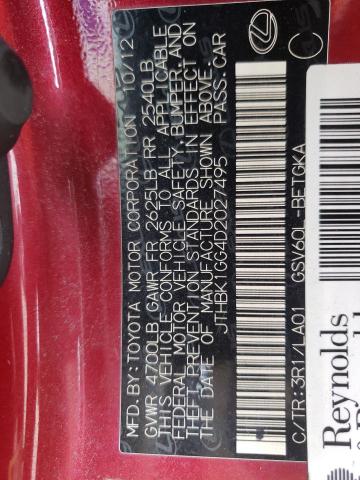 MFD. BY: TOYOTA MOTOR CORPORATION 10/12
GVWR 4700LB GAWR FR 2625LB RR 2540LB
THIS VEHICLE CONFORMS TO ALL APPLICABLE
FEDERAL MOTOR VEHICLE SAFETY, BUMPER, AND
THEFT PREVENTION STANDARDS IN EFFECT ON
THE DATE OF MANUFACTURE SHOWN ABOVE.
JTHBK1GG4D2027495 PASS. CAR
C/TR: 3R1/LA01 GSV60L-BETGKA
Reynolds